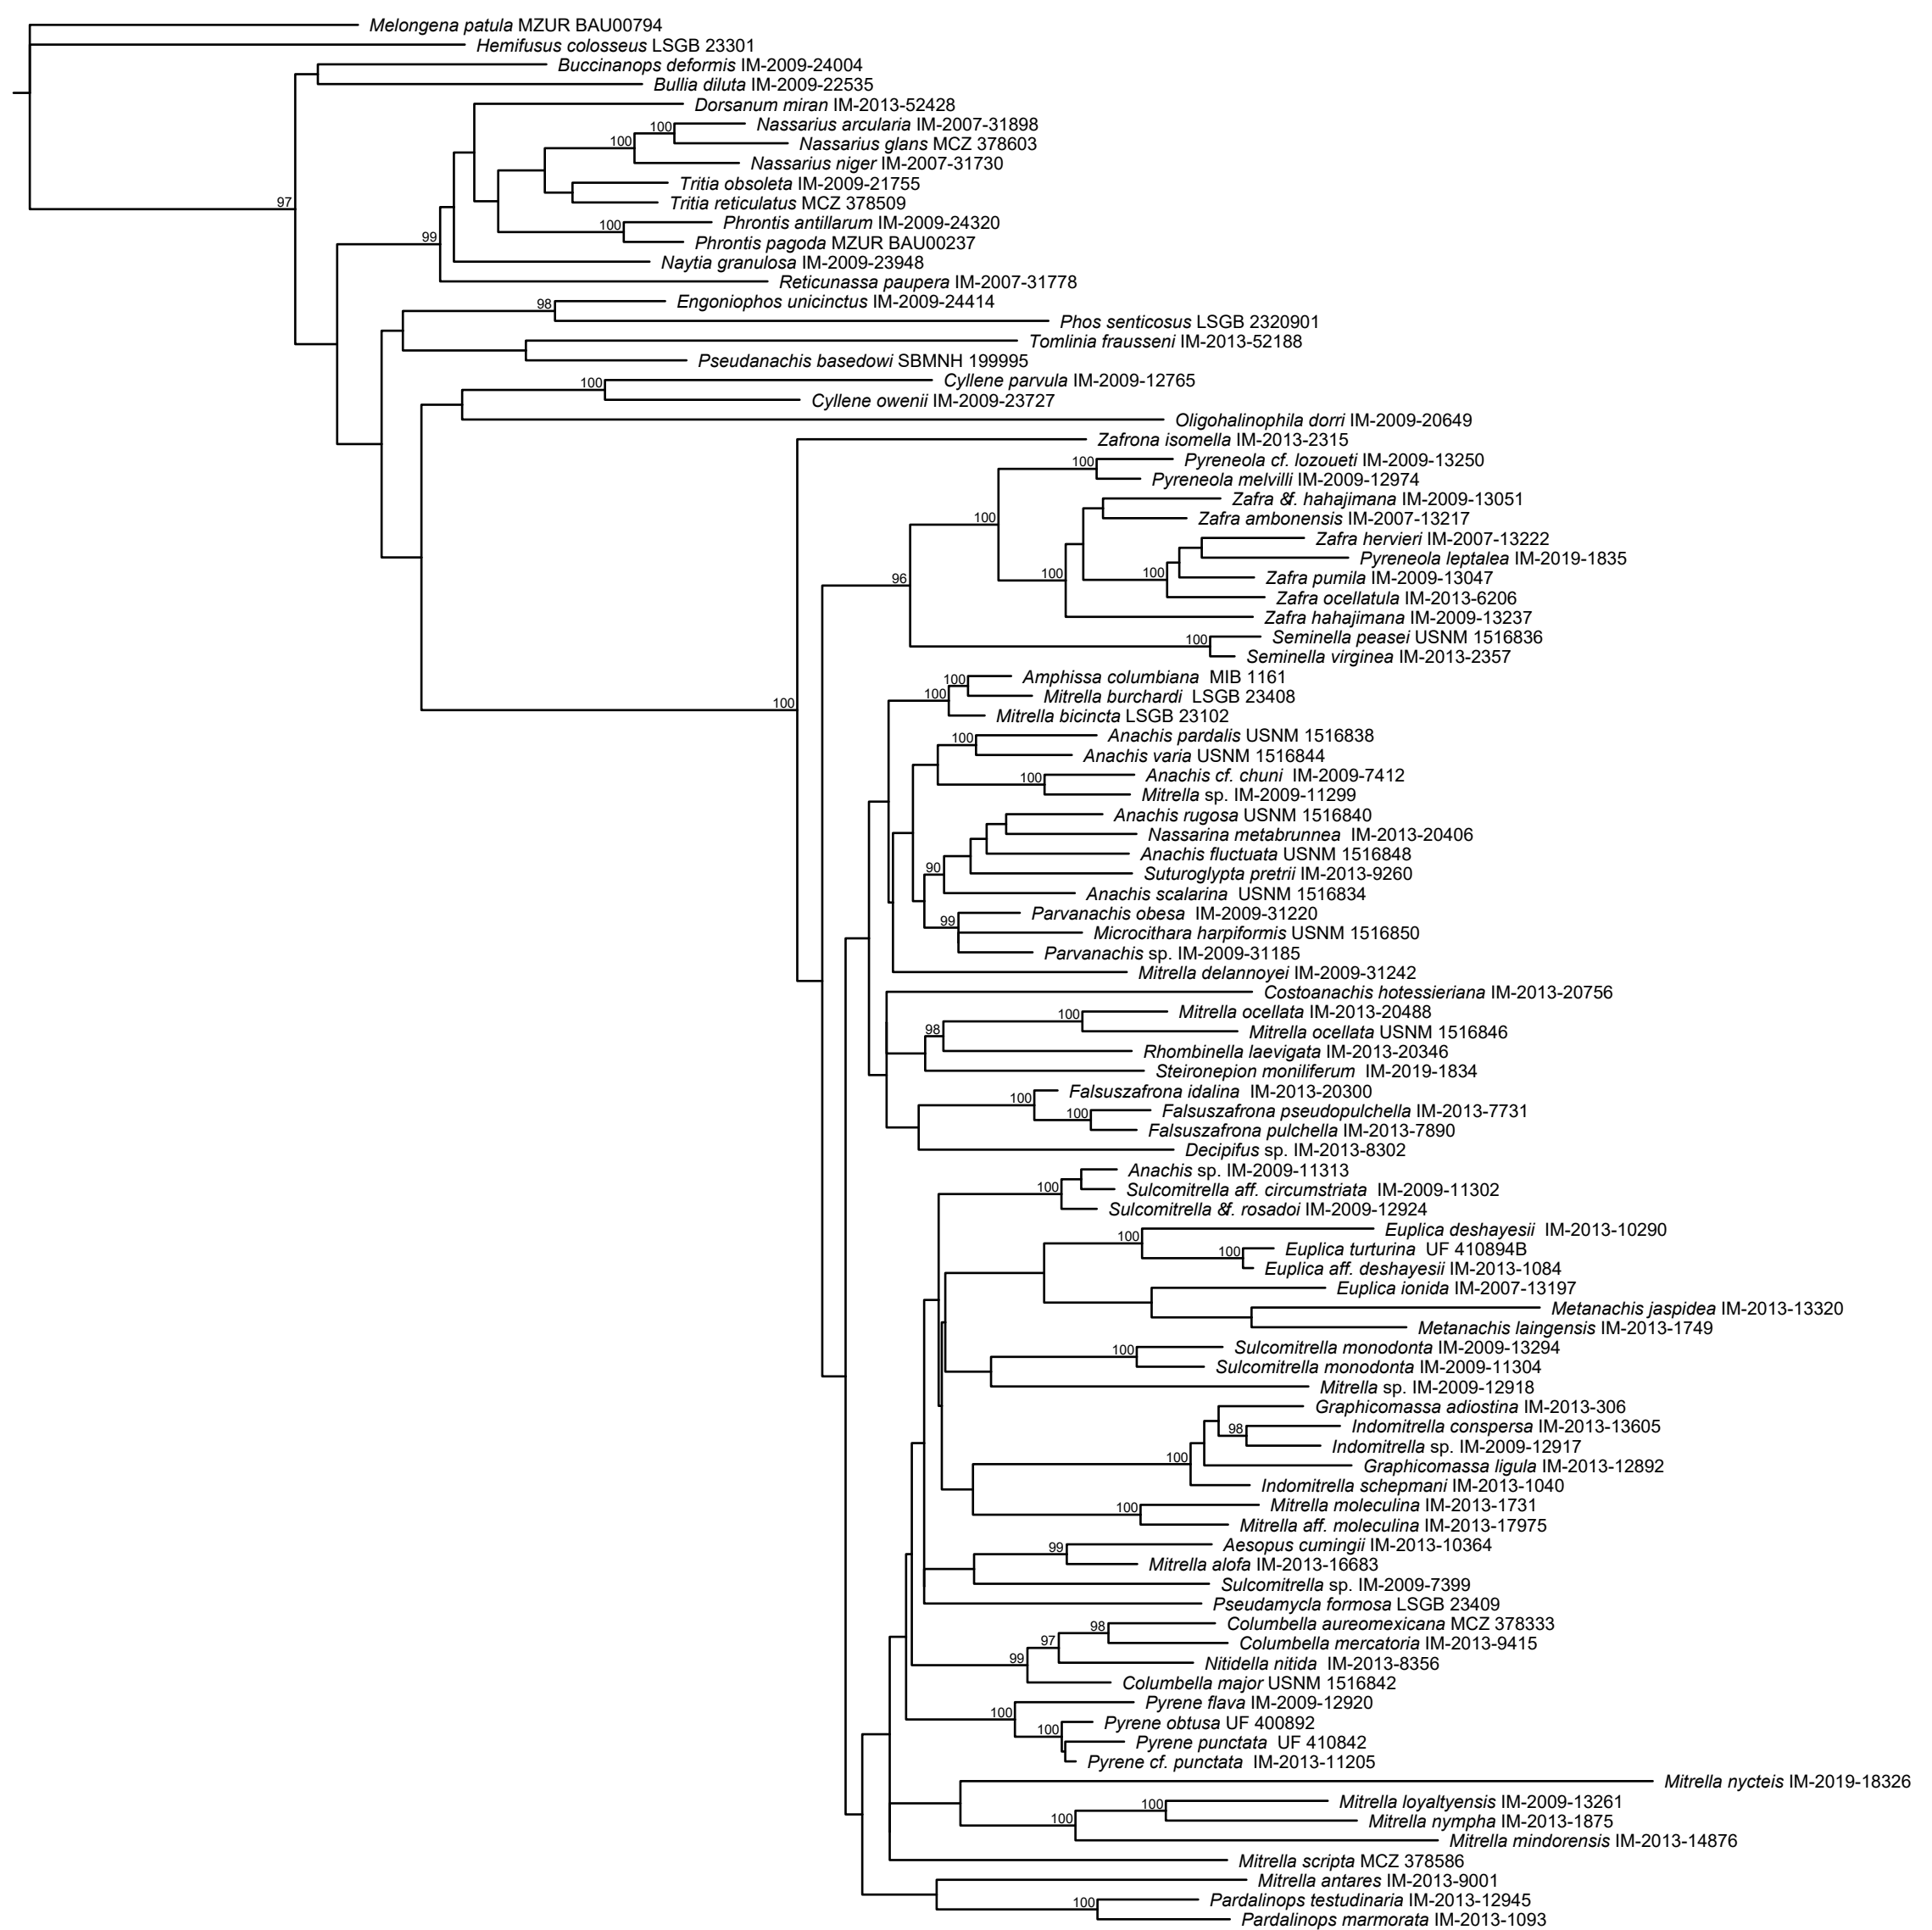 Melongena patula MZUR BAU00794
Hemifusus colosseus LSGB 23301
Buccinanops deformis IM-2009-24004
Bullia diluta IM-2009-22535
Dorsanum miran IM-2013-52428
100 Nassarius arcularia IM-2007-31898
100 Nassarius glans MCZ 378603
Nassarius niger IM-2007-31730
Tritia obsoleta IM-2009-21755
97 Tritia reticulatus MCZ 378509
100 Phrontis antillarum IM-2009-24320
99 Phrontis pagoda MZUR BAU00237
Naytia granulosa IM-2009-23948
Reticunassa paupera IM-2007-31778
98 Engoniophos unicinctus IM-2009-24414
Phos senticosus LSGB 2320901
Tomlinia frausseni IM-2013-52188
Pseudanachis basedowi SBMNH 199995
100 Cyllene parvula IM-2009-12765
Cyllene owenii IM-2009-23727
Oligohalinophila dorri IM-2009-20649
Zafrona isomella IM-2013-2315
100 Pyreneola cf. lozoueti IM-2009-13250
Pyreneola melvilli IM-2009-12974
Zafra &f. hahajimana IM-2009-13051
100 Zafra ambonensis IM-2007-13217
Zafra hervieri IM-2007-13222
Pyreneola leptalea IM-2019-1835
96 100 100 Zafra pumila IM-2009-13047
Zafra ocellatula IM-2013-6206
Zafra hahajimana IM-2009-13237
100 Seminella peasei USNM 1516836
Seminella virginea IM-2013-2357
100 Amphissa columbiana MIB 1161
100 100 Mitrella burchardi LSGB 23408
Mitrella bicincta LSGB 23102
100 Anachis pardalis USNM 1516838
Anachis varia USNM 1516844
100 Anachis cf. chuni IM-2009-7412
Mitrella sp. IM-2009-11299
Anachis rugosa USNM 1516840
Nassarina metabrunnea IM-2013-20406
Anachis fluctuata USNM 1516848
90 Suturoglypta pretrii IM-2013-9260
Anachis scalarina USNM 1516834
Parvanachis obesa IM-2009-31220
99 Microcithara harpiformis USNM 1516850
Parvanachis sp. IM-2009-31185
Mitrella delannoyei IM-2009-31242
Costoanachis hotessieriana IM-2013-20756
100 Mitrella ocellata IM-2013-20488
98 Mitrella ocellata USNM 1516846
Rhombinella laevigata IM-2013-20346
Steironepion moniliferum IM-2019-1834
100 Falsuszafrona idalina IM-2013-20300
100 Falsuszafrona pseudopulchella IM-2013-7731
Falsuszafrona pulchella IM-2013-7890
Decipifus sp. IM-2013-8302
Anachis sp. IM-2009-11313
100 Sulcomitrella aff. circumstriata IM-2009-11302
Sulcomitrella &f. rosadoi IM-2009-12924
100 Euplica deshayesii IM-2013-10290
100 Euplica turturina UF 410894B
Euplica aff. deshayesii IM-2013-1084
Euplica ionida IM-2007-13197
Metanachis jaspidea IM-2013-13320
Metanachis laingensis IM-2013-1749
100 Sulcomitrella monodonta IM-2009-13294
Sulcomitrella monodonta IM-2009-11304
Mitrella sp. IM-2009-12918
Graphicomassa adiostina IM-2013-306
98 Indomitrella conspersa IM-2013-13605
Indomitrella sp. IM-2009-12917
100 Graphicomassa ligula IM-2013-12892
Indomitrella schepmani IM-2013-1040
100 Mitrella moleculina IM-2013-1731
Mitrella aff. moleculina IM-2013-17975
99 Aesopus cumingii IM-2013-10364
Mitrella alofa IM-2013-16683
Sulcomitrella sp. IM-2009-7399
Pseudamycla formosa LSGB 23409
98 Columbella aureomexicana MCZ 378333
97 Columbella mercatoria IM-2013-9415
99 Nitidella nitida IM-2013-8356
Columbella major USNM 1516842
100 Pyrene flava IM-2009-12920
100 Pyrene obtusa UF 400892
Pyrene punctata UF 410842
Pyrene cf. punctata IM-2013-11205
Mitrella nycteis IM-2019-18326
100 Mitrella loyaltyensis IM-2009-13261
100 Mitrella nympha IM-2013-1875
Mitrella mindorensis IM-2013-14876
Mitrella scripta MCZ 378586
Mitrella antares IM-2013-9001
100 Pardalinops testudinaria IM-2013-12945
Pardalinops marmorata IM-2013-1093